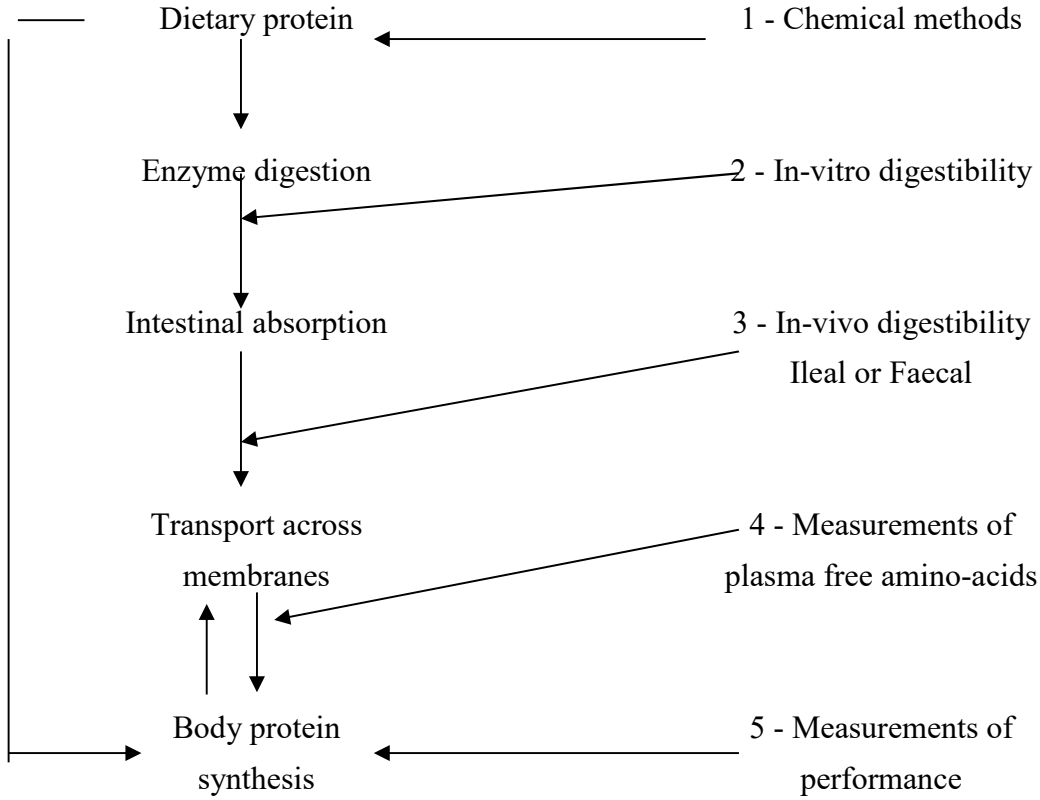 Dietary protein
1 - Chemical methods
Enzyme digestion
2 - In-vitro digestibility
Intestinal absorption
3 - In-vivo digestibility
Ileal or Faecal
Transport across
membranes
4 - Measurements of
plasma free amino-acids
Body protein
synthesis
5 - Measurements of
performance